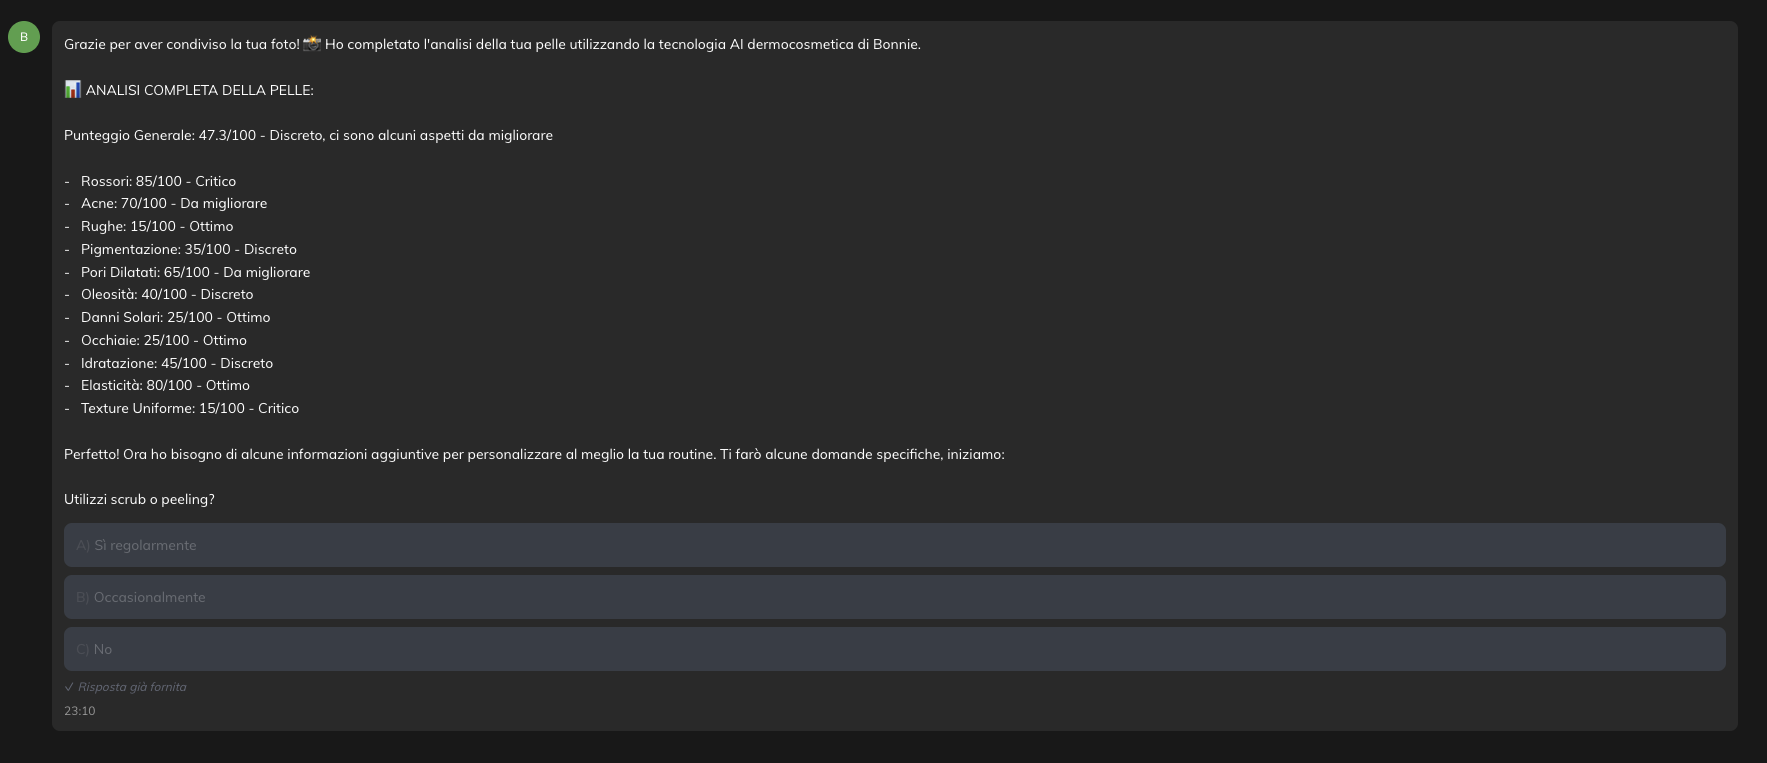 B
Grazie per aver condiviso la tua foto! 📸 Ho completato l'analisi della tua pelle utilizzando la tecnologia AI dermocosmetica di Bonnie.
📊 ANALISI COMPLETA DELLA PELLE:
Punteggio Generale: 47.3/100 - Discreto, ci sono alcuni aspetti da migliorare
- Rossori: 85/100 - Critico
- Acne: 70/100 - Da migliorare
- Rughe: 15/100 - Ottimo
- Pigmentazione: 35/100 - Discreto
- Pori Dilatati: 65/100 - Da migliorare
- Oleosità: 40/100 - Discreto
- Danni Solari: 25/100 - Ottimo
- Occhiaie: 25/100 - Ottimo
- Idratazione: 45/100 - Discreto
- Elasticità: 80/100 - Ottimo
- Texture Uniforme: 15/100 - Critico
Perfetto! Ora ho bisogno di alcune informazioni aggiuntive per personalizzare al meglio la tua routine. Ti farò alcune domande specifiche, iniziamo:
Utilizzi scrub o peeling?
A) Sì regolarmente
B) Occasionalmente
C) No
✓ Risposta già fornita
23:10